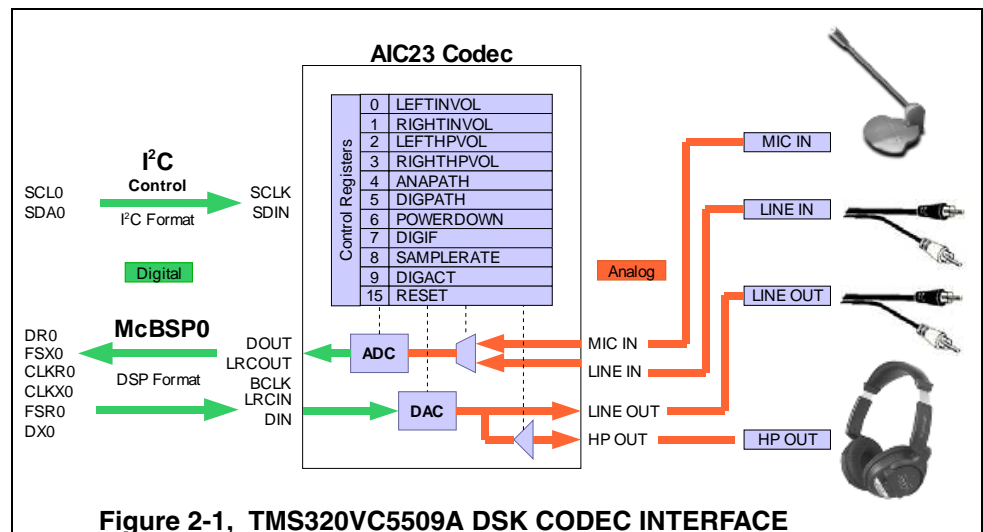 AIC23 Codec
Control Registers
0 LEFTINVOL
1 RIGHTINVOL
2 LEFTHPVOL
3 RIGHTHPVOL
4 ANAPATH
5 DIGPATH
6 POWERDOWN
7 DIGIF
8 SAMPLERATE
9 DIGACT
15 RESET
I²C
Control
I²C Format
SCL0
SDA0
SCLK
SDIN
Digital
Analog
McBSP0
DSP Format
DR0
FSX0
CLKR0
CLKX0
FSR0
DX0
DOUT
LRCOUT
BCLK
LRCIN
DIN
ADC
DAC
MIC IN
LINE IN
LINE OUT
HP OUT
MIC IN
LINE IN
LINE OUT
HP OUT
Figure 2-1, TMS320VC5509A DSK CODEC INTERFACE